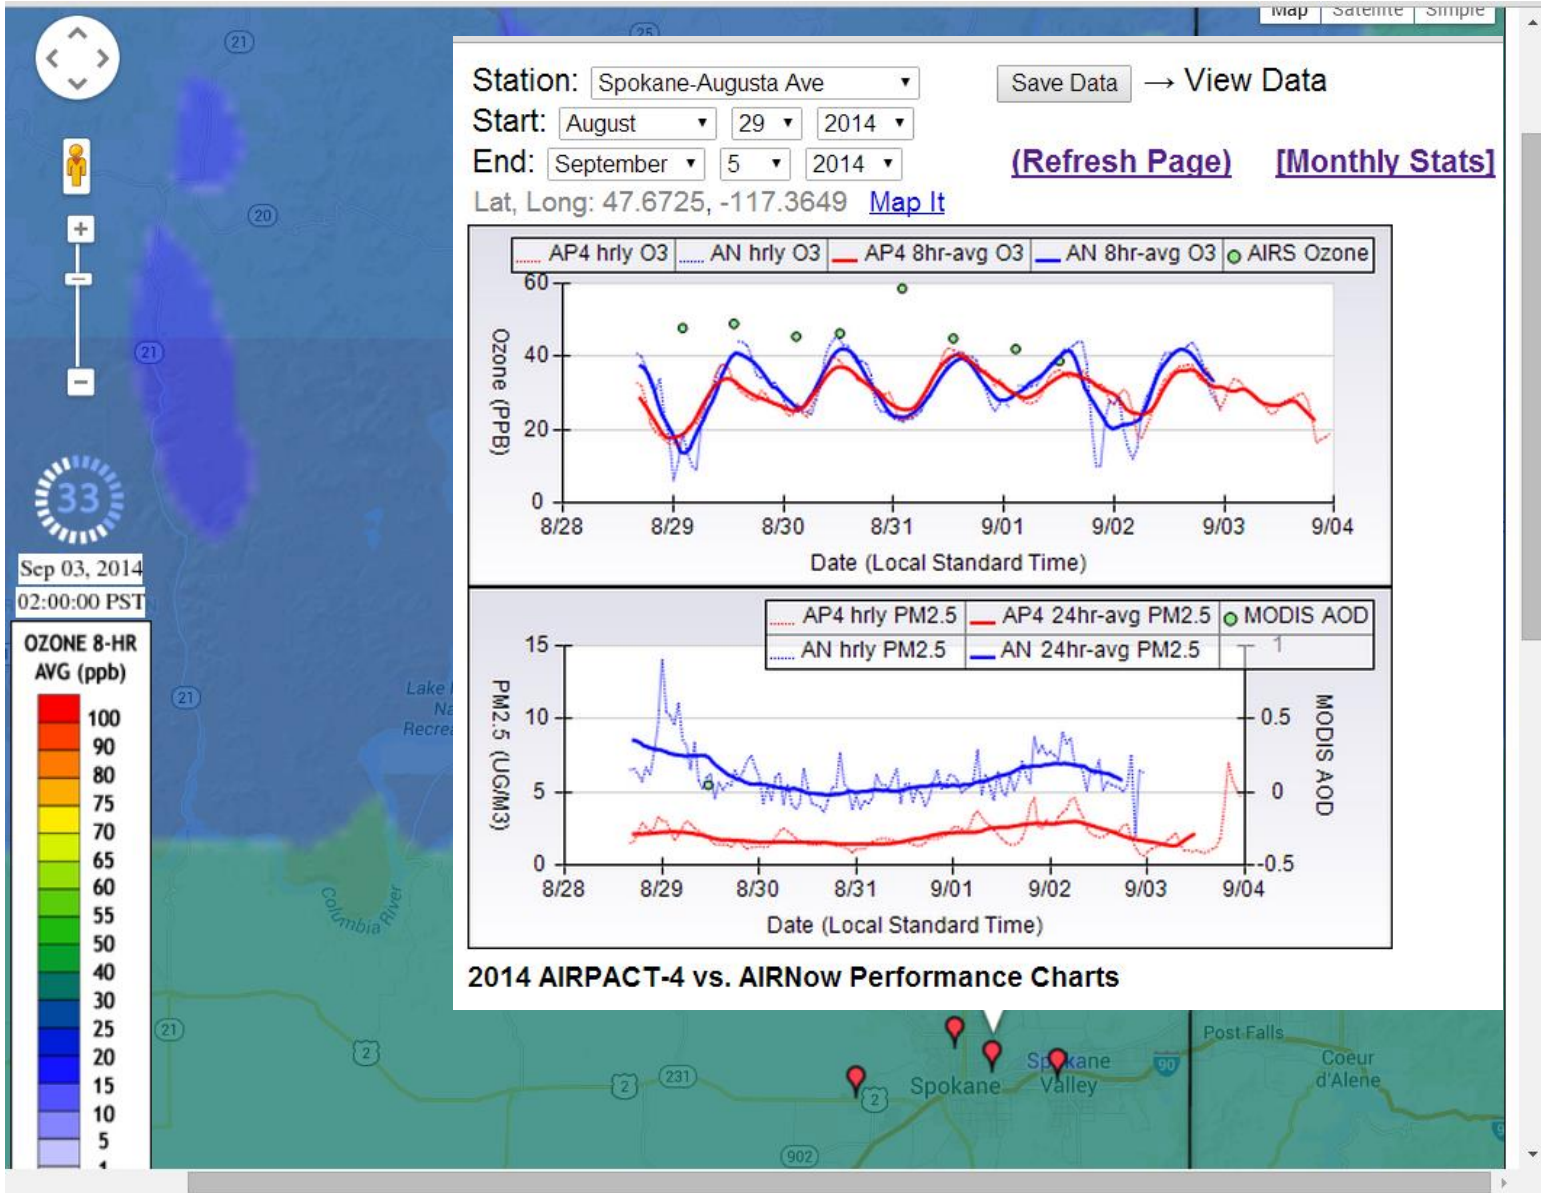 Map Satellite Simple
21
25
Station: Spokane-Augusta Ave
Save Data → View Data
Start: August 29 2014
End: September 5 2014
(Refresh Page) [Monthly Stats]
Lat, Long: 47.6725, -117.3649 Map It
20
21
AP4 hrly O3 AN hrly O3 AP4 8hr-avg O3 AN 8hr-avg O3 AIRS Ozone
Ozone (PPB)
60
40
20
0
8/28 8/29 8/30 8/31 9/01 9/02 9/03 9/04
Date (Local Standard Time)
33
Sep 03, 2014
02:00:00 PST
AP4 hrly PM2.5 AP4 24hr-avg PM2.5 MODIS AOD
AN hrly PM2.5 AN 24hr-avg PM2.5
PM2.5 (UG/M3)
15
10
5
0
1
0.5
0
-0.5
MODIS AOD
8/28 8/29 8/30 8/31 9/01 9/02 9/03 9/04
Date (Local Standard Time)
2014 AIRPACT-4 vs. AIRNow Performance Charts
OZONE 8-HR
AVG (ppb)
100
90
80
75
70
65
60
55
50
40
30
25
20
15
10
5
1
21
Lake
Na
Recre
Columbia River
21
2
2
231
2
902
Spokane
Spokane
Valley
90
Post Falls
Coeur
d'Alene